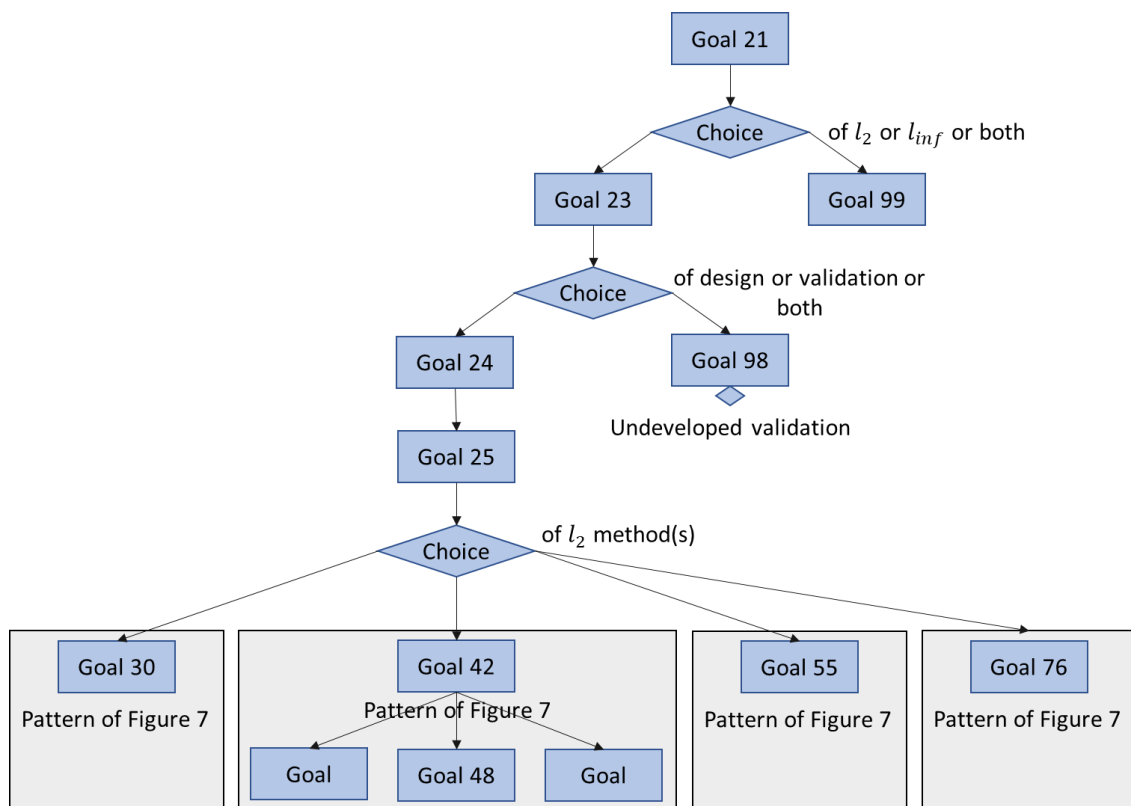 Goal 21
Choice
of l₂ or l_inf or both
Goal 23
Goal 99
Choice
of design or validation or
both
Goal 24
Goal 98
Undeveloped validation
Goal 25
Choice
of l₂ method(s)
Goal 30
Goal 42
Goal 55
Goal 76
Pattern of Figure 7
Pattern of Figure 7
Pattern of Figure 7
Pattern of Figure 7
Goal
Goal 48
Goal